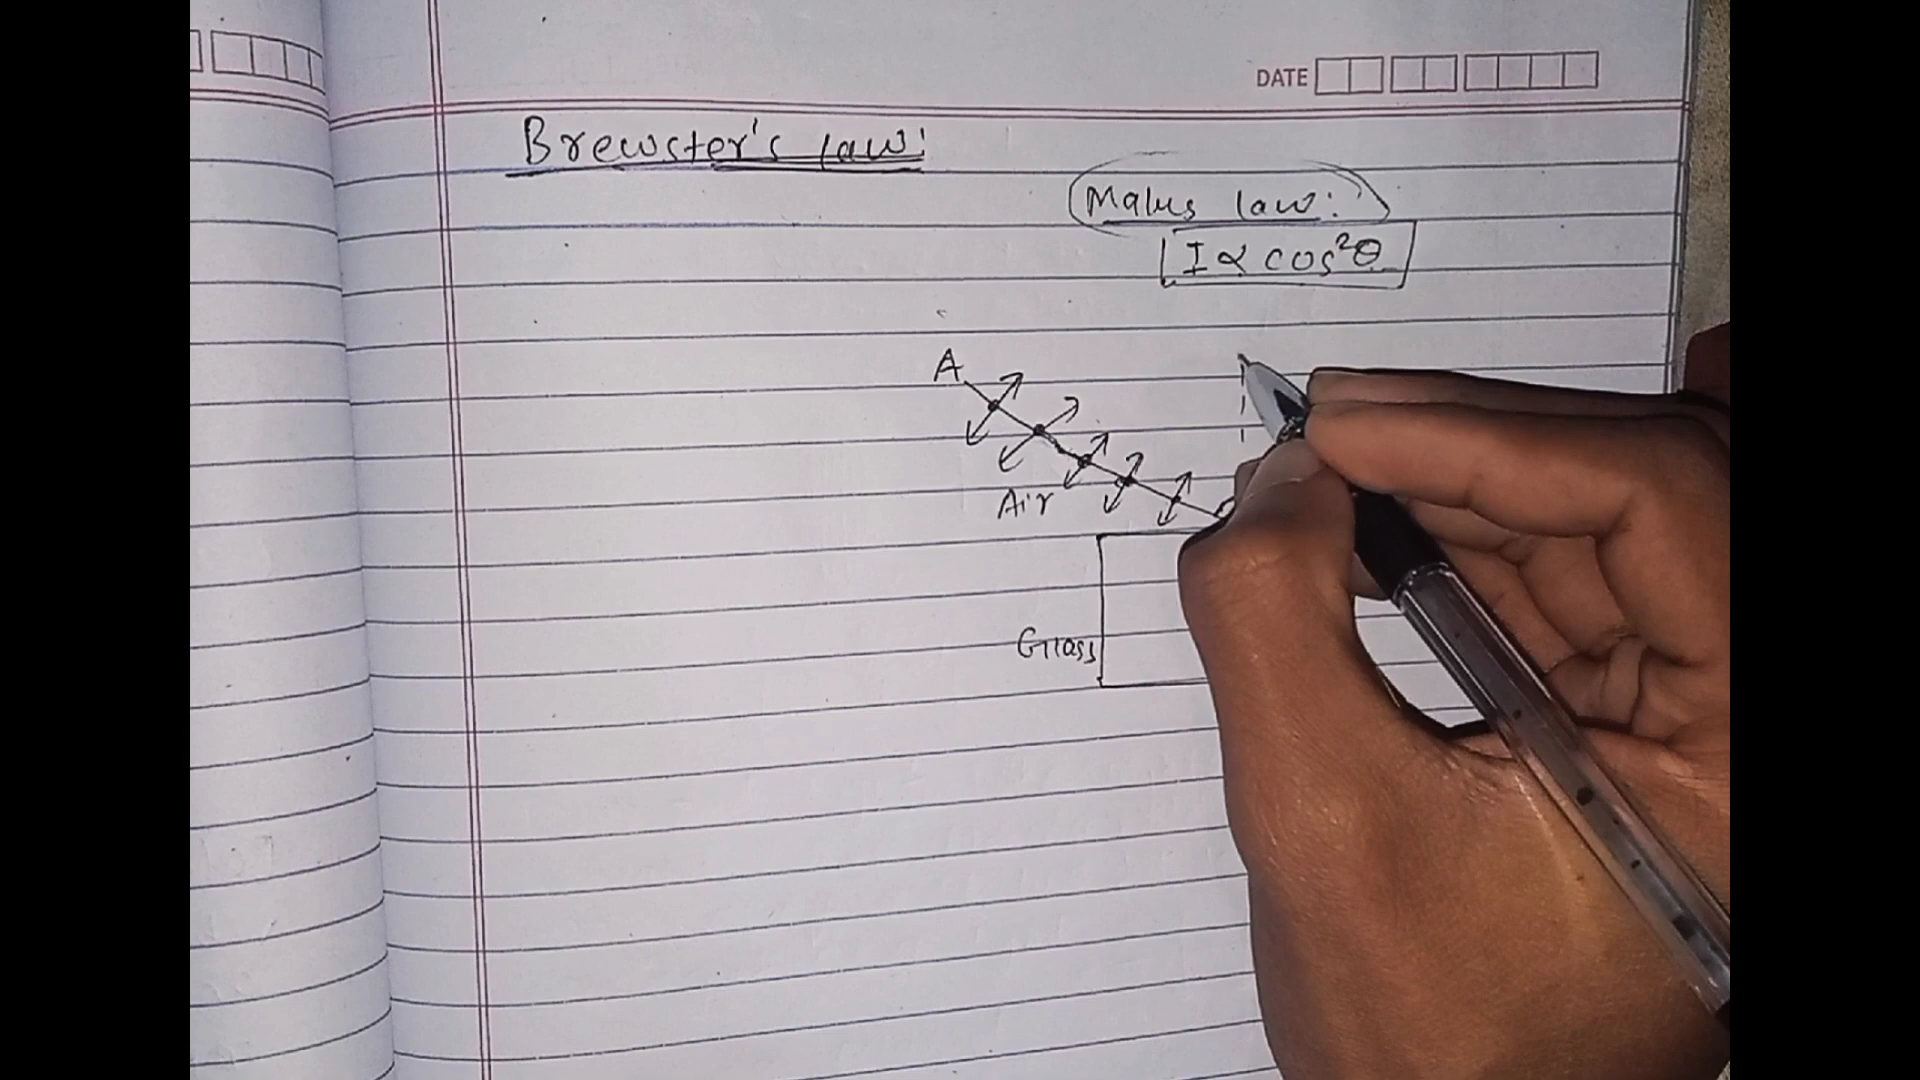 DATE
Brewster's law:
Malus law:
I ∝ cos²θ
A
Air
Glass